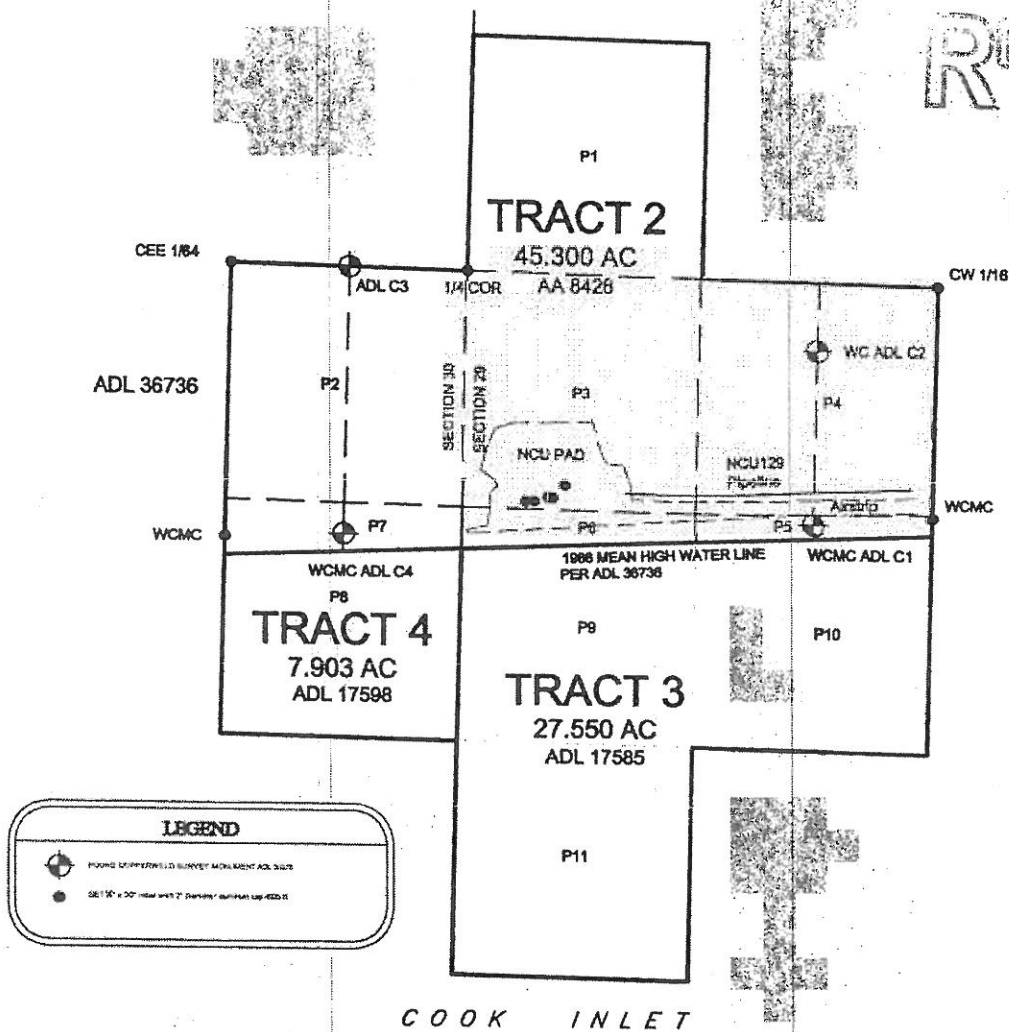 P1
TRACT 2
45.300 AC
AA 8428
CEE 1/64
ADL C3
1/4 COR
CW 1/16
WC ADL C2
ADL 36736
P2
SECTION 30
SECTION 29
P3
P4
NCU PAD
NCU129
Pipeline
Airstrip
WCMC
P7
P6
P5
WCMC
WCMC ADL C4
1986 MEAN HIGH WATER LINE
PER ADL 36736
WCMC ADL C1
P8
TRACT 4
7.903 AC
ADL 17598
P9
P10
TRACT 3
27.550 AC
ADL 17585
LEGEND
P11
COOK INLET